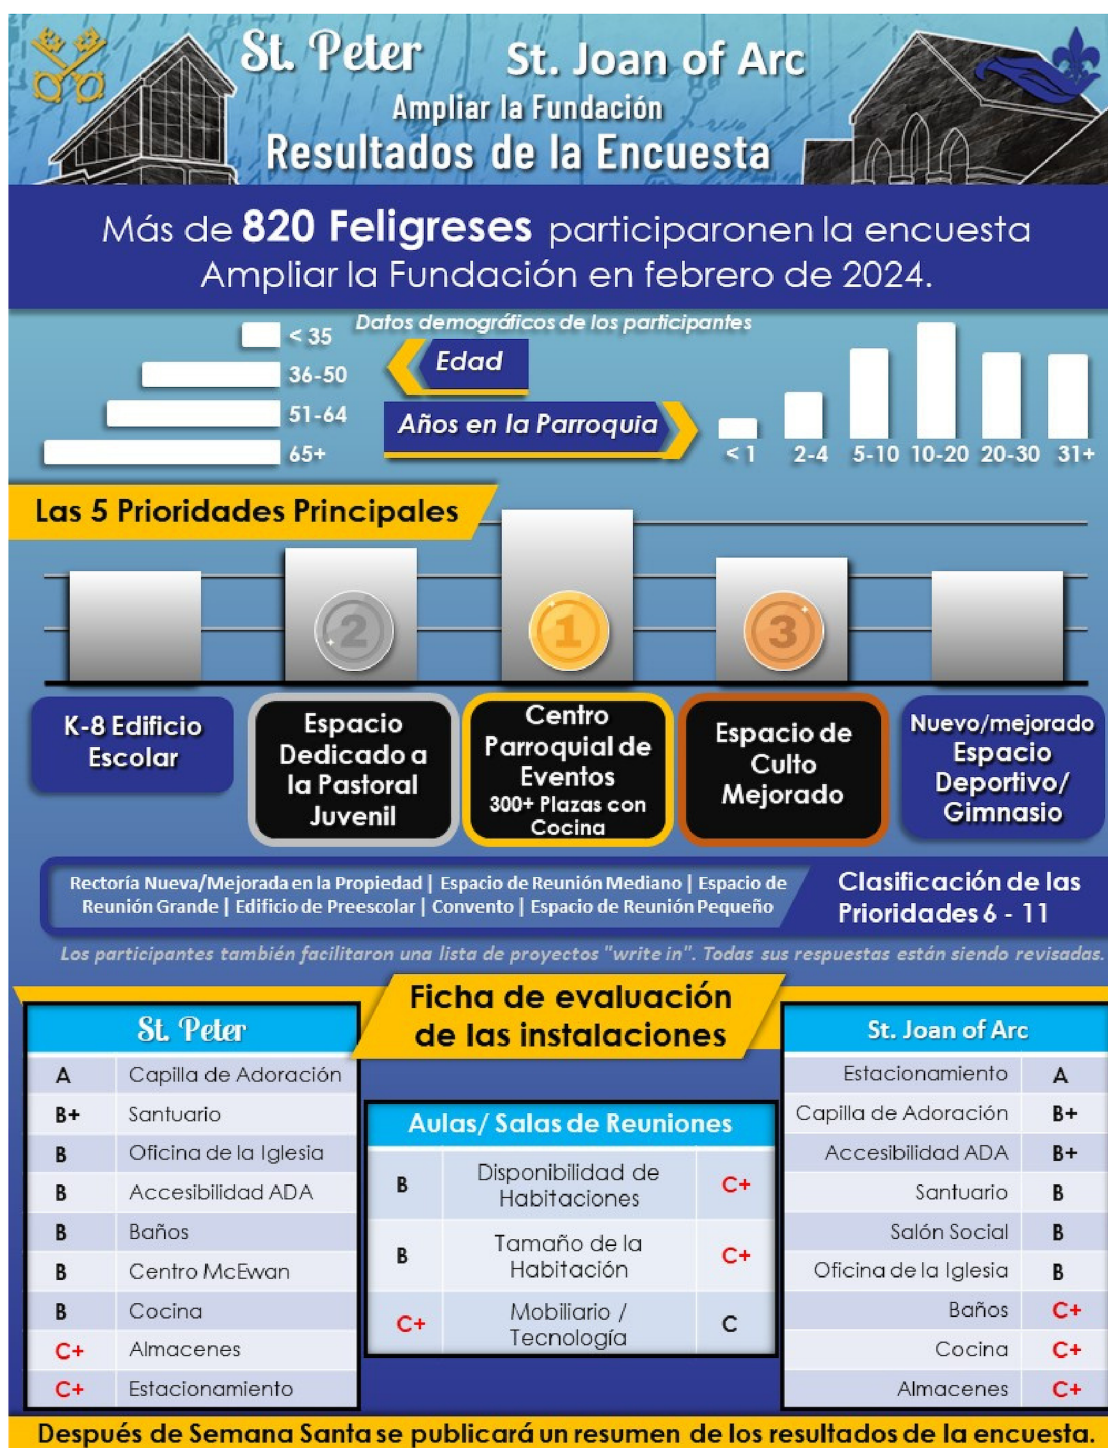 St. Peter
St. Joan of Arc
Ampliar la Fundación
Resultados de la Encuesta
Más de 820 Feligreses participaronen la encuesta
Ampliar la Fundación en febrero de 2024.
Datos demográficos de los participantes
< 35
36-50
51-64
65+
Edad
Años en la Parroquia
< 1
2-4
5-10
10-20
20-30
31+
Las 5 Prioridades Principales
2
1
3
K-8 Edificio
Escolar
Espacio
Dedicado a
la Pastoral
Juvenil
Centro
Parroquial de
Eventos
300+ Plazas con
Cocina
Espacio de
Culto
Mejorado
Nuevo/mejorado
Espacio
Deportivo/
Gimnasio
Rectoría Nueva/Mejorada en la Propiedad | Espacio de Reunión Mediano | Espacio de
Reunión Grande | Edificio de Preescolar | Convento | Espacio de Reunión Pequeño
Clasificación de las
Prioridades 6 - 11
Los participantes también facilitaron una lista de proyectos "write in". Todas sus respuestas están siendo revisadas.
Ficha de evaluación
de las instalaciones
St. Peter
A Capilla de Adoración
B+ Santuario
B Oficina de la Iglesia
B Accesibilidad ADA
B Baños
B Centro McEwan
B Cocina
C+ Almacenes
C+ Estacionamiento
Aulas/ Salas de Reuniones
B Disponibilidad de Habitaciones C+
B Tamaño de la Habitación C+
C+ Mobiliario / Tecnología C
St. Joan of Arc
Estacionamiento A
Capilla de Adoración B+
Accesibilidad ADA B+
Santuario B
Salón Social B
Oficina de la Iglesia B
Baños C+
Cocina C+
Almacenes C+
Después de Semana Santa se publicará un resumen de los resultados de la encuesta.